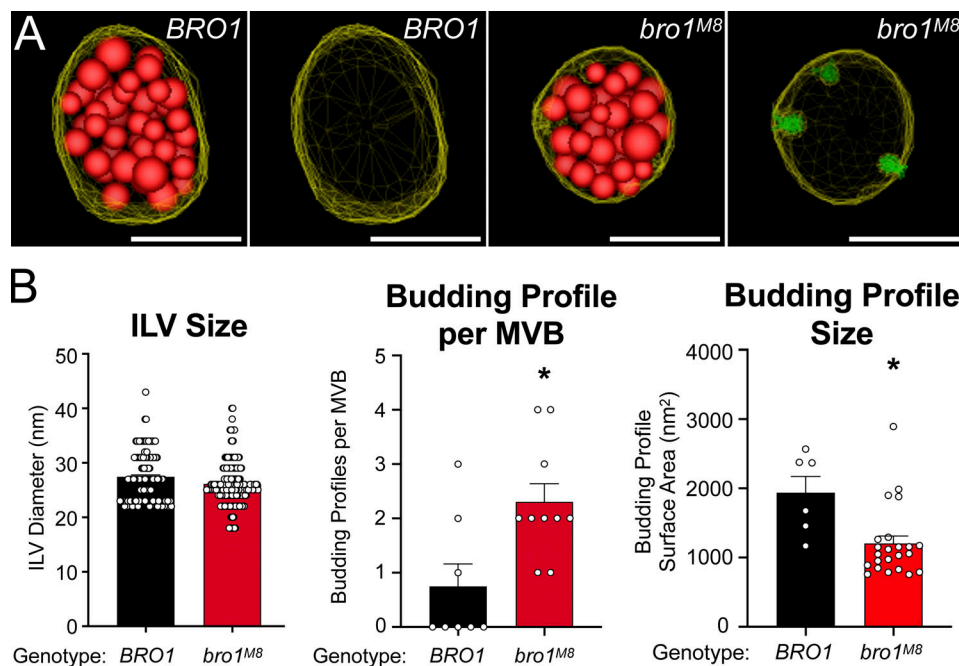 A
BRO1
BRO1
bro1M8
bro1M8
B
ILV Size
ILV Diameter (nm)
50
40
30
20
10
0
Genotype: BRO1 bro1M8
Budding Profile
per MVB
Budding Profiles per MVB
5
4
3
2
1
0
*
Genotype: BRO1 bro1M8
Budding Profile
Size
Budding Profile
Surface Area (nm2)
4000
3000
2000
1000
0
*
Genotype: BRO1 bro1M8